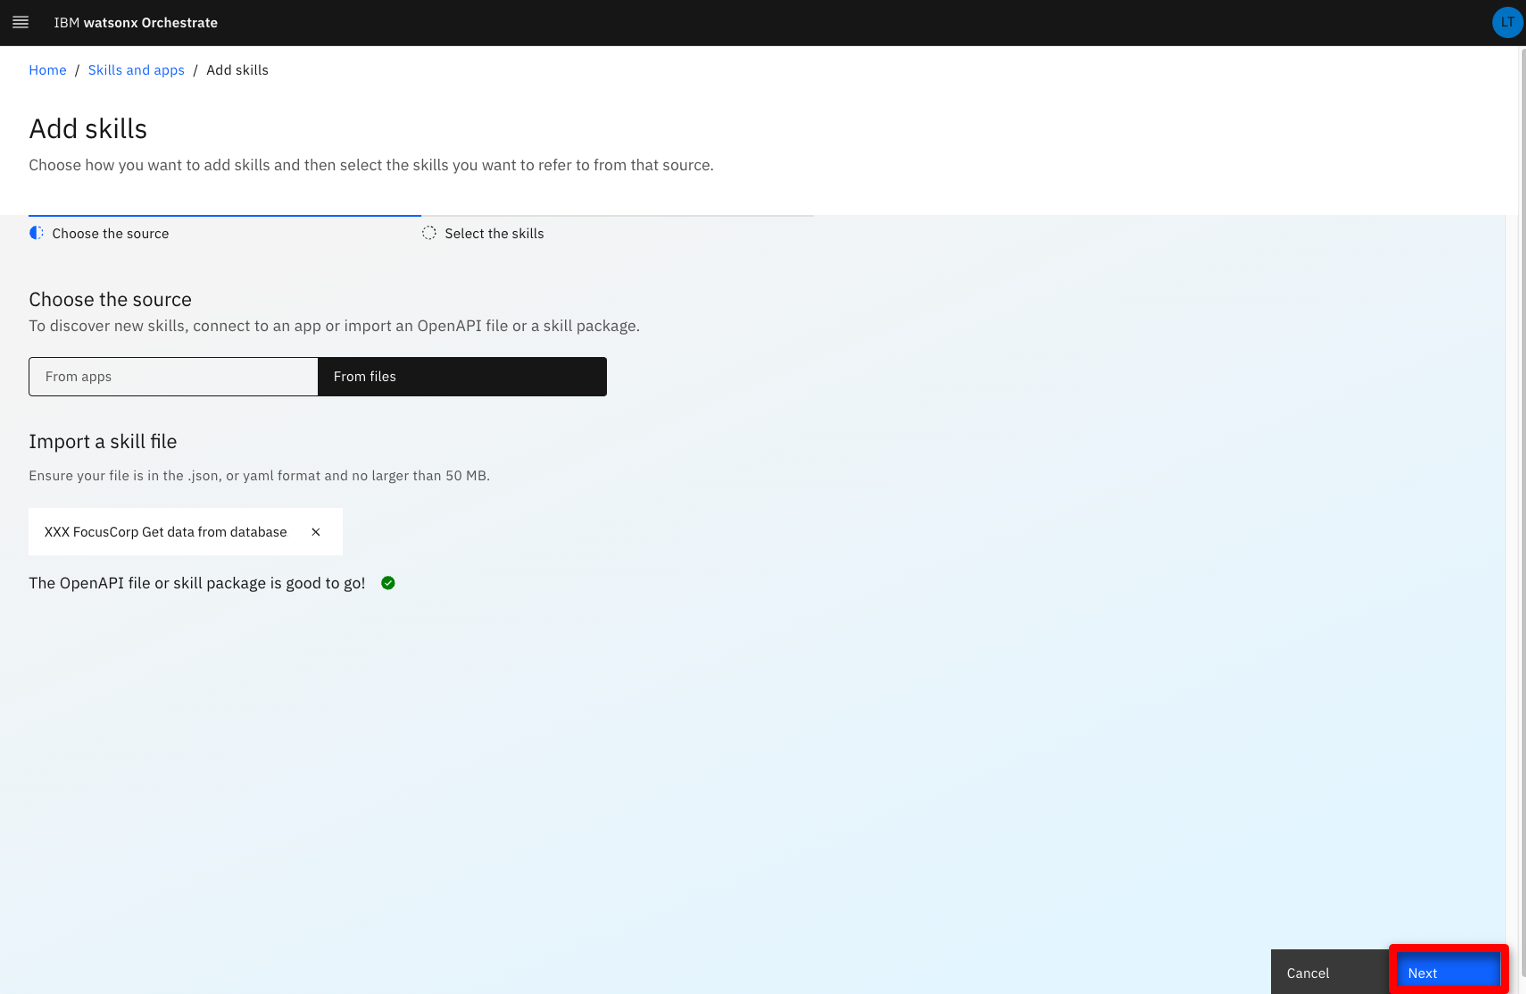 IBM watsonx Orchestrate
LT
Home / Skills and apps / Add skills
Add skills
Choose how you want to add skills and then select the skills you want to refer to from that source.
Choose the source
Select the skills
Choose the source
To discover new skills, connect to an app or import an OpenAPI file or a skill package.
From apps
From files
Import a skill file
Ensure your file is in the .json, or yaml format and no larger than 50 MB.
XXX FocusCorp Get data from database
The OpenAPI file or skill package is good to go!
Cancel
Next